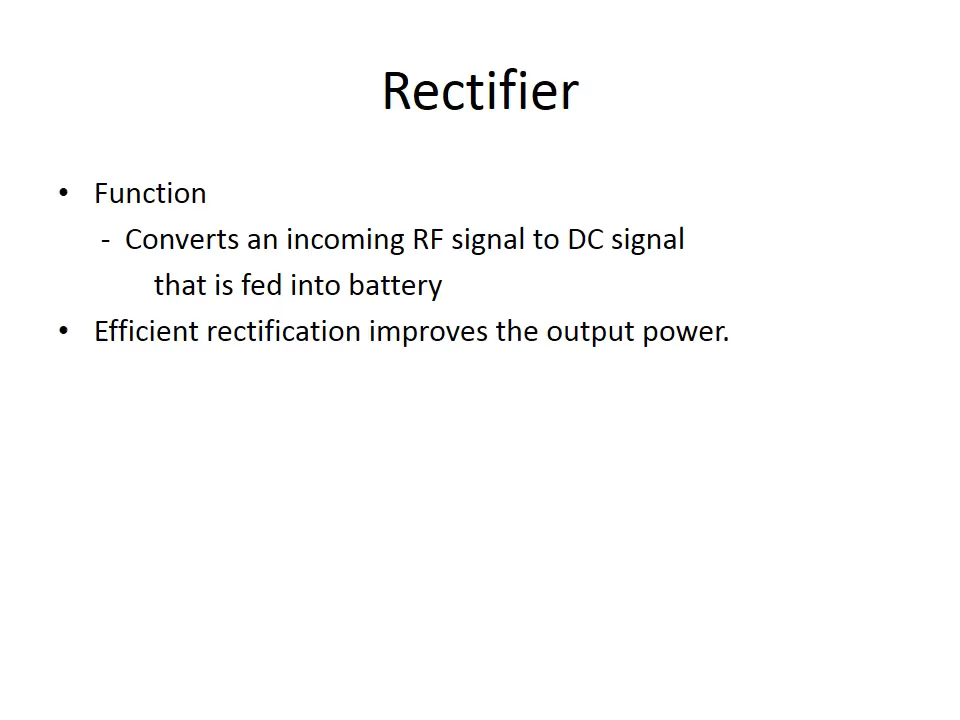 Rectifier
• Function
- Converts an incoming RF signal to DC signal
that is fed into battery
• Efficient rectification improves the output power.